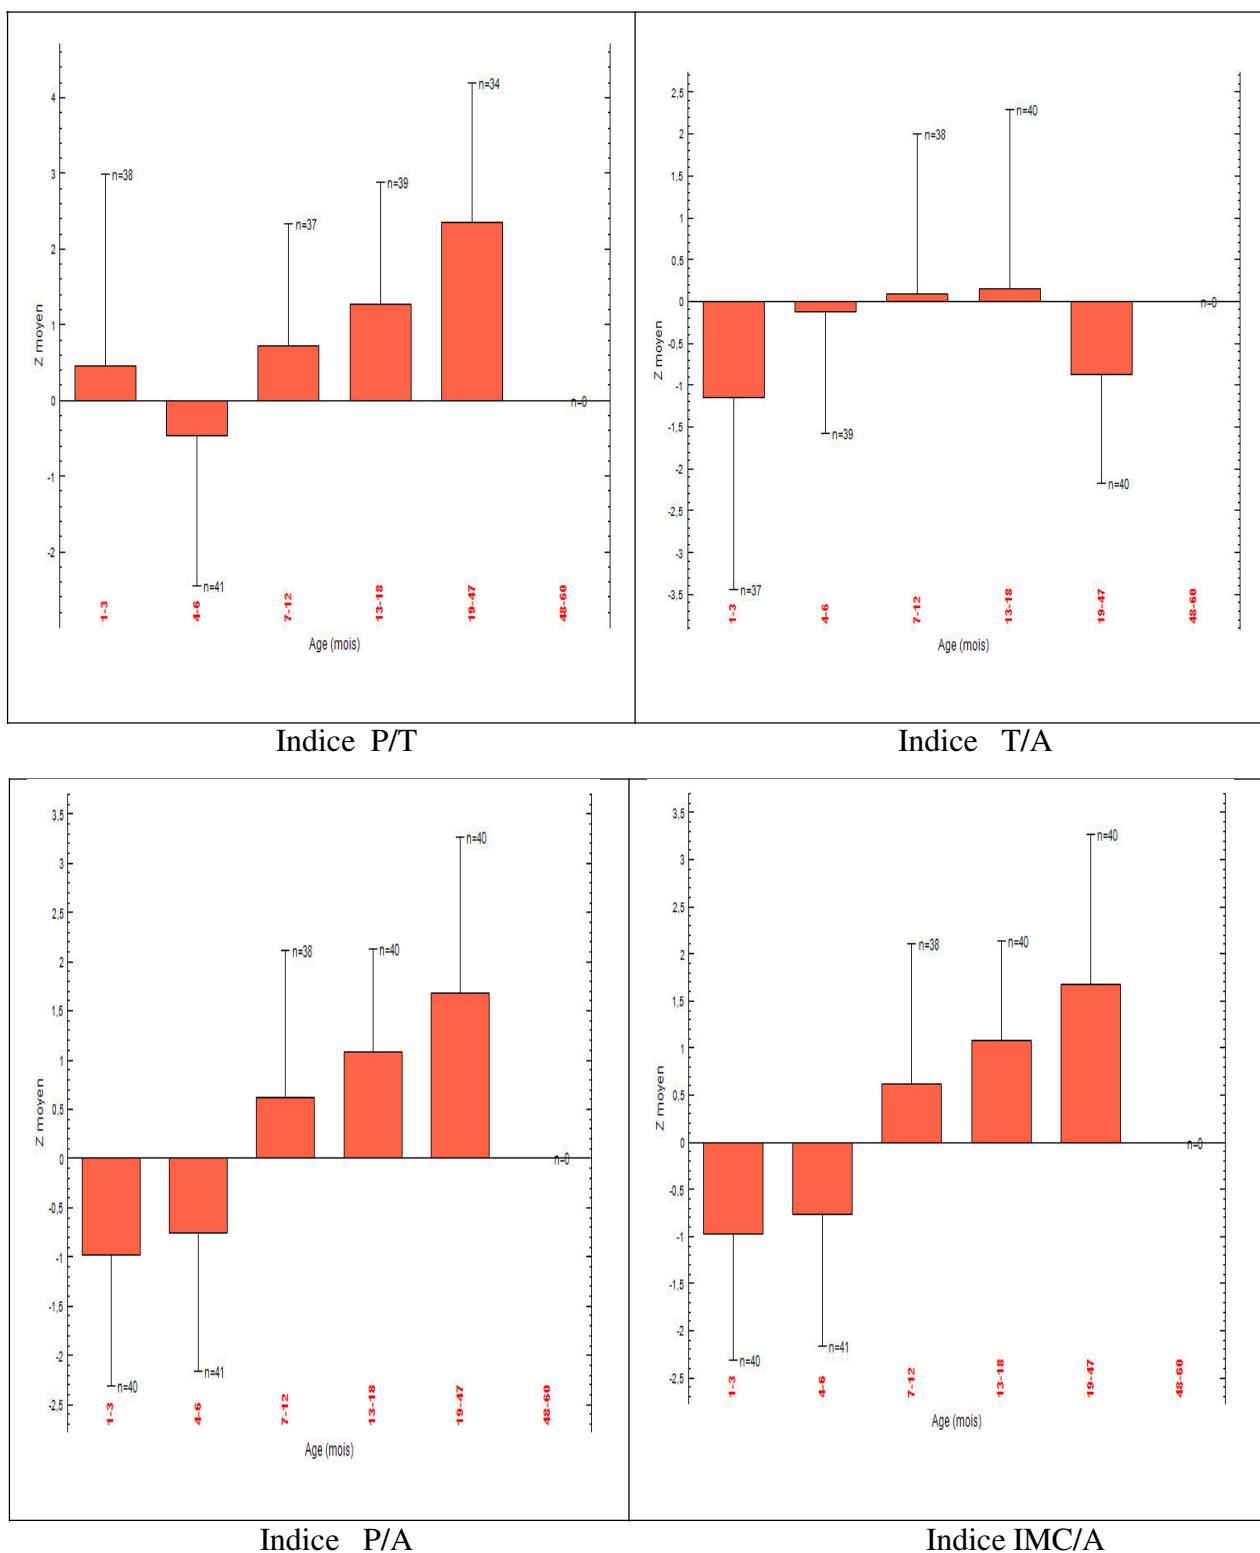 4
3
2
1
0
-1
-2
Z moyen
n=38
n=41
n=37
n=39
n=34
n=0
1-3
4-6
7-12
13-18
19-47
48-60
Age (mois)
2,5
2
1,5
1
0,5
0
-0,5
-1
-1,5
-2
-2,5
-3
-3,5
Z moyen
n=37
n=39
n=38
n=40
n=40
n=0
1-3
4-6
7-12
13-18
19-47
48-60
Age (mois)
Indice P/T
Indice T/A
3,5
3
2,5
2
1,5
1
0,5
0
-0,5
-1
-1,5
-2
-2,5
Z moyen
n=40
n=41
n=38
n=40
n=40
n=0
1-3
4-6
7-12
13-18
19-47
48-60
Age (mois)
3,5
3
2,5
2
1,5
1
0,5
0
-0,5
-1
-1,5
-2
-2,5
Z moyen
n=40
n=41
n=38
n=40
n=40
n=0
1-3
4-6
7-12
13-18
19-47
48-60
Age (mois)
Indice P/A
Indice IMC/A